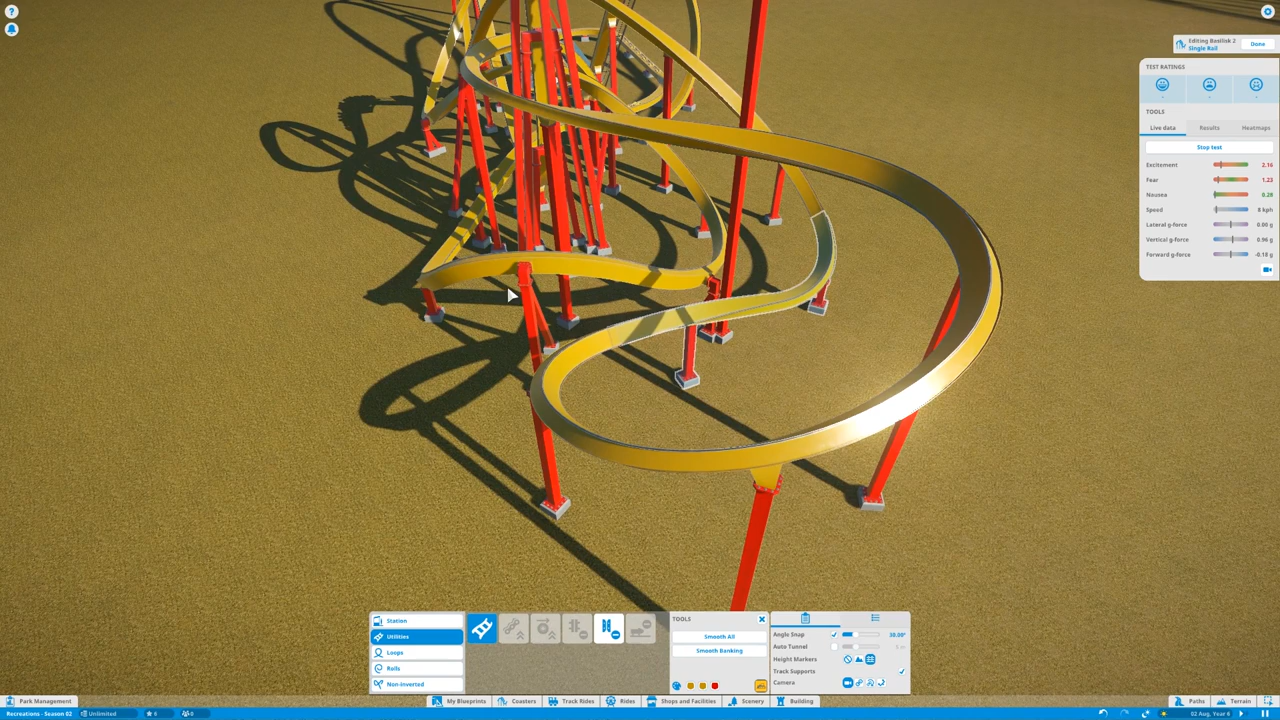 ?
Editing Basilisk 2
Single Rail
Done
TEST RATINGS
TOOLS
Live data
Results
Heatmaps
Stop test
Excitement 2.16
Fear 1.23
Nausea 0.28
Speed 8 kph
Lateral g-force 0.00 g
Vertical g-force 0.96 g
Forward g-force -0.18 g
Station
Utilities
Loops
Rolls
Non-inverted
TOOLS
Smooth All
Smooth Banking
Angle Snap 30.00°
Auto Tunnel
Height Markers
Track Supports
Camera
Park Management
My Blueprints
Coasters
Track Rides
Rides
Shops and Facilities
Scenery
Building
Paths
Terrain
Recreations - Season 02
Unlimited
6
0
02 Aug, Year 6